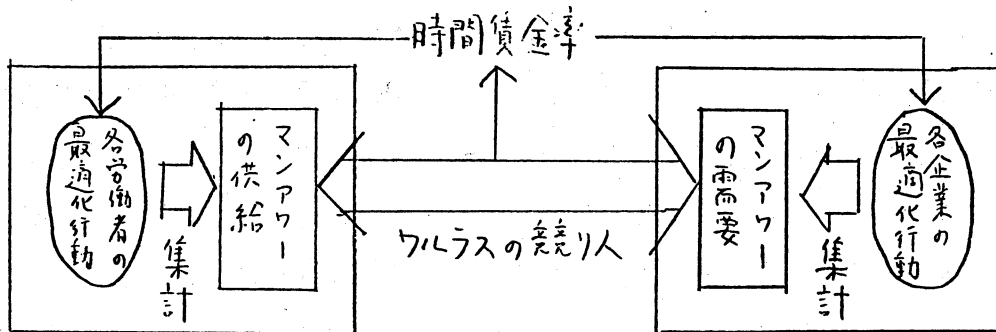 時間賃金率
各労働者の
最適化行動
集計
マンアワー
の供給
ワルラスの競り人
マンアワー
の需要
集計
各企業の
最適化行動